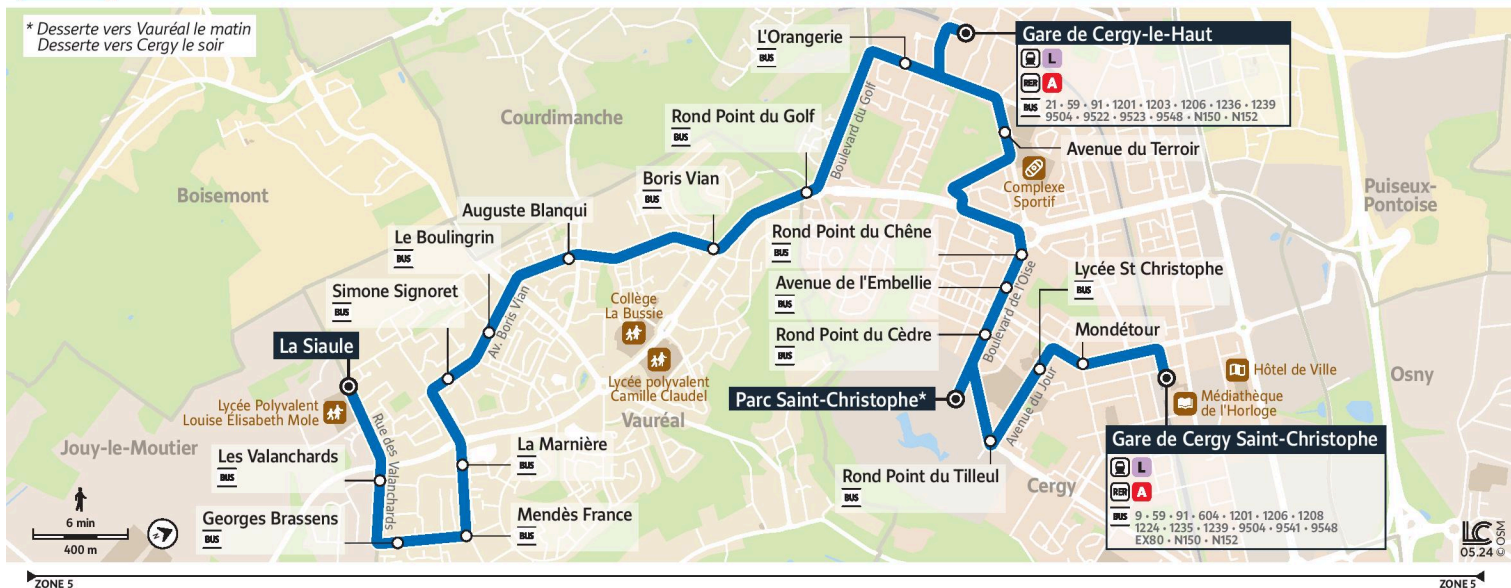 * Desserte vers Vauréal le matin
Desserte vers Cergy le soir
L'Orangerie
BUS
Gare de Cergy-le-Haut
L
RER A
BUS 21 • 59 • 91 • 1201 • 1203 • 1206 • 1236 • 1239
9504 • 9522 • 9523 • 9548 • N150 • N152
Courdimanche
Rond Point du Golf
BUS
Boulevard du Golf
Avenue du Terroir
Complexe
Sportif
Puiseux-
Pontoise
Boisemont
Boris Vian
BUS
Auguste Blanqui
Le Boulingrin
BUS
Rond Point du Chêne
BUS
Simone Signoret
BUS
Av. Boris Vian
Collège
La Bussie
Avenue de l'Embellie
BUS
Boulevard de l'Oise
Lycée St Christophe
BUS
Rond Point du Cèdre
BUS
Mondétour
La Siaule
Lycée polyvalent
Camille Claudel
Hôtel de Ville
Osny
Lycée Polyvalent
Louise Élisabeth Mole
Parc Saint-Christophe*
Médiathèque
de l'Horloge
Vauréal
Avenue du Jour
Jouy-le-Moutier
Rue des Valanchards
Les Valanchards
BUS
La Marnière
BUS
Rond Point du Tilleul
BUS
Cergy
Gare de Cergy Saint-Christophe
L
RER A
BUS 9 • 59 • 91 • 604 • 1201 • 1206 • 1208
1224 • 1235 • 1239 • 9504 • 9541 • 9548
EX80 • N150 • N152
Georges Brassens
BUS
Mendès France
BUS
6 min
400 m
LC
05.24 © OSM
ZONE 5
ZONE 5